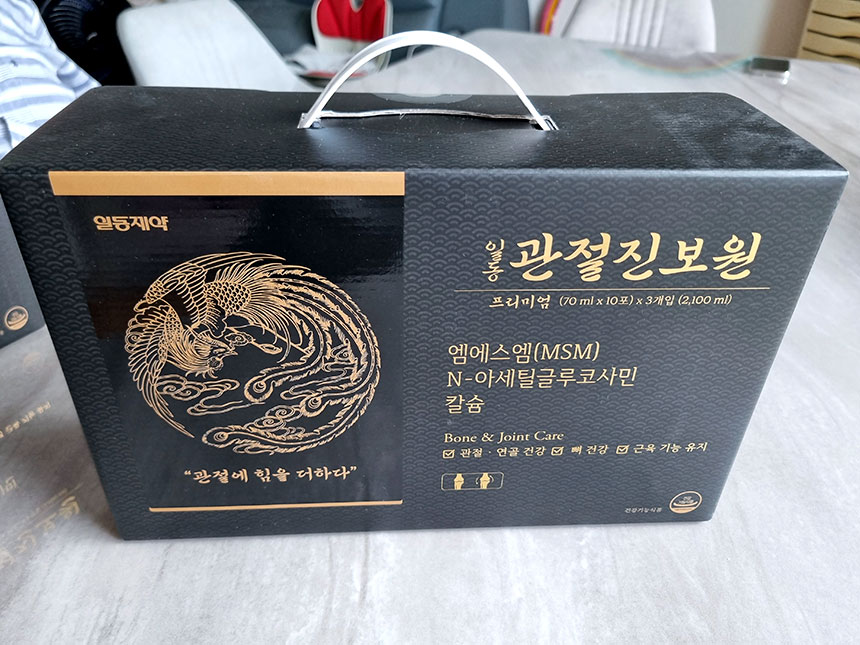 일동제약
"관절에 힘을 더하다"
일동 관절진보원
프리미엄 (70 ml x 10포) x 3개입 (2,100 ml)
엠에스엠(MSM)
N-아세틸글루코사민
칼슘
Bone & Joint Care
☑ 관절 · 연골 건강 ☑ 뼈 건강 ☑ 근육 기능 유지
건강기능식품